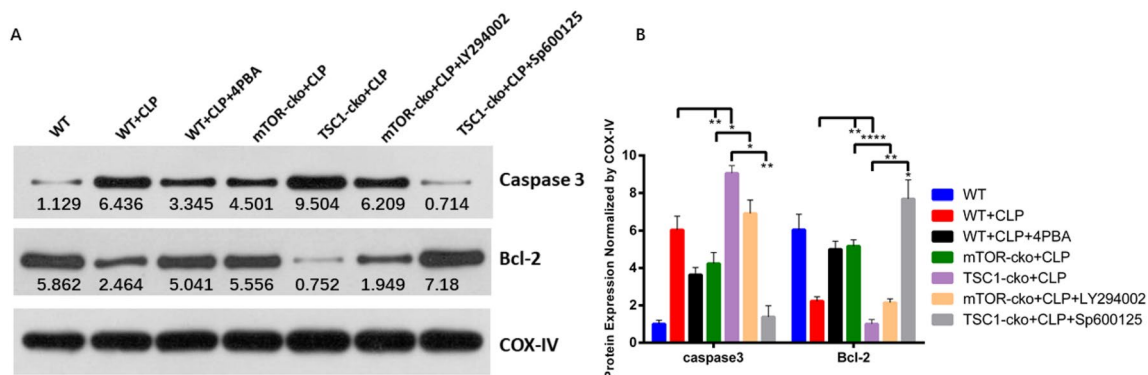 A
WT
WT+CLP
WT+CLP+4PBA
mTOR-cko+CLP
TSC1-cko+CLP
mTOR-cko+CLP+LY294002
TSC1-cko+CLP+Sp600125
Caspase 3
1.129 6.436 3.345 4.501 9.504 6.209 0.714
Bcl-2
5.862 2.464 5.041 5.556 0.752 1.949 7.18
COX-IV
B
Protein Expression Normalized by COX-IV
10
8
6
4
2
0
**
*
*
**
**
****
**
*
caspase3 Bcl-2
WT
WT+CLP
WT+CLP+4PBA
mTOR-cko+CLP
TSC1-cko+CLP
mTOR-cko+CLP+LY294002
TSC1-cko+CLP+Sp600125